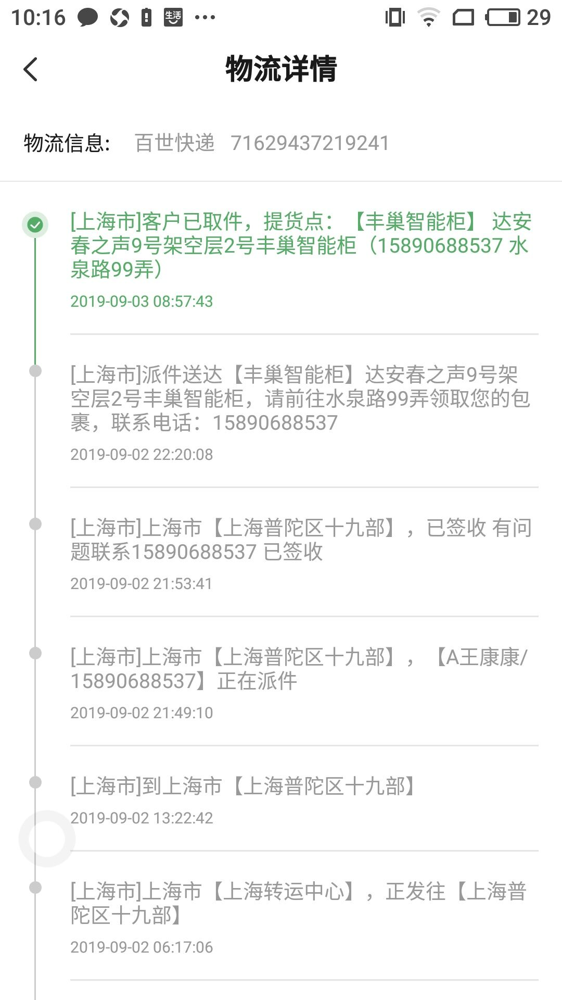 10:16
生活
29
物流详情
物流信息: 百世快递 71629437219241
[上海市]客户已取件，提货点：【丰巢智能柜】 达安
春之声9号架空层2号丰巢智能柜（15890688537 水
泉路99弄）
2019-09-03 08:57:43
[上海市]派件送达【丰巢智能柜】达安春之声9号架
空层2号丰巢智能柜，请前往水泉路99弄领取您的包
裹，联系电话：15890688537
2019-09-02 22:20:08
[上海市]上海市【上海普陀区十九部】，已签收 有问
题联系15890688537 已签收
2019-09-02 21:53:41
[上海市]上海市【上海普陀区十九部】，【A王康康/
15890688537】正在派件
2019-09-02 21:49:10
[上海市]到上海市【上海普陀区十九部】
2019-09-02 13:22:42
[上海市]上海市【上海转运中心】，正发往【上海普
陀区十九部】
2019-09-02 06:17:06